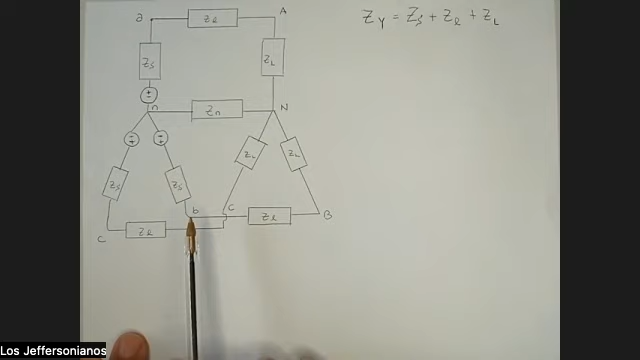 Z_Y = Z_S + Z_ℓ + Z_L
a
Z_ℓ
A
Z_S
Z_L
n
Z_n
N
Z_S
Z_S
Z_L
Z_L
b
C
Z_ℓ
B
c
Z_ℓ
Los Jeffersonianos